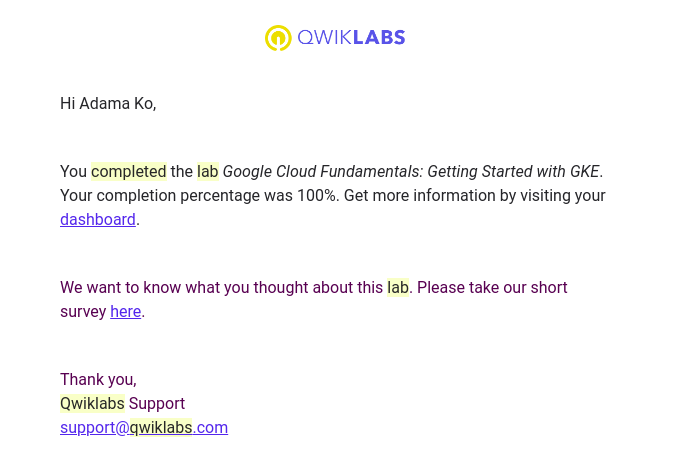 QWIKLABS
Hi Adama Ko,
You completed the lab Google Cloud Fundamentals: Getting Started with GKE.
Your completion percentage was 100%. Get more information by visiting your
dashboard.
We want to know what you thought about this lab. Please take our short
survey here.
Thank you,
Qwiklabs Support
support@qwiklabs.com